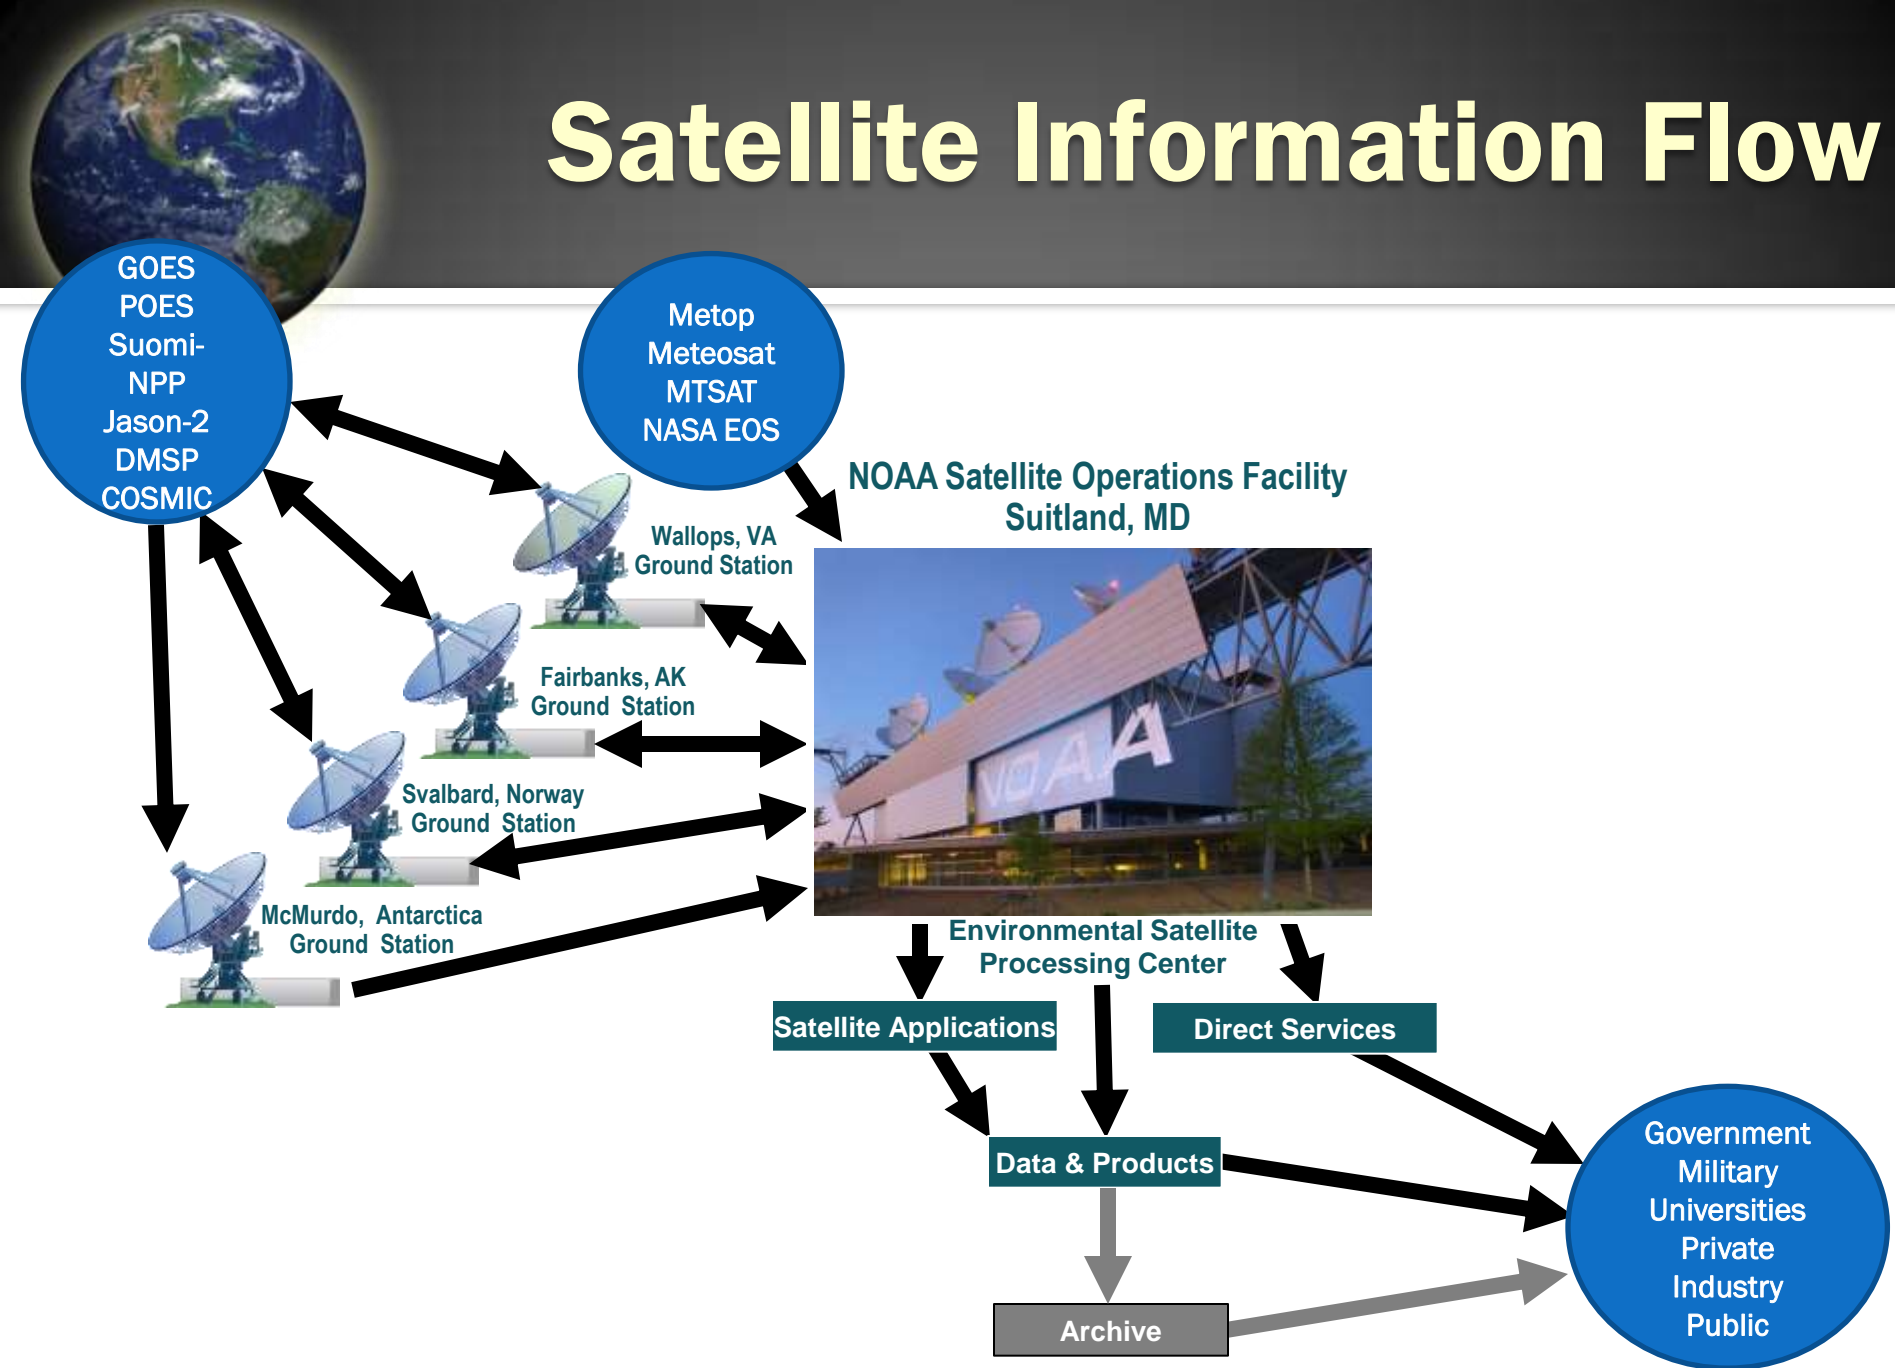 Satellite Information Flow
GOES
POES
Suomi-
NPP
Jason-2
DMSP
COSMIC
Metop
Meteosat
MTSAT
NASA EOS
NOAA Satellite Operations Facility
Suitland, MD
Wallops, VA
Ground Station
Fairbanks, AK
Ground Station
Svalbard, Norway
Ground Station
McMurdo, Antarctica
Ground Station
NOAA
Environmental Satellite
Processing Center
Satellite Applications
Direct Services
Data & Products
Archive
Government
Military
Universities
Private
Industry
Public